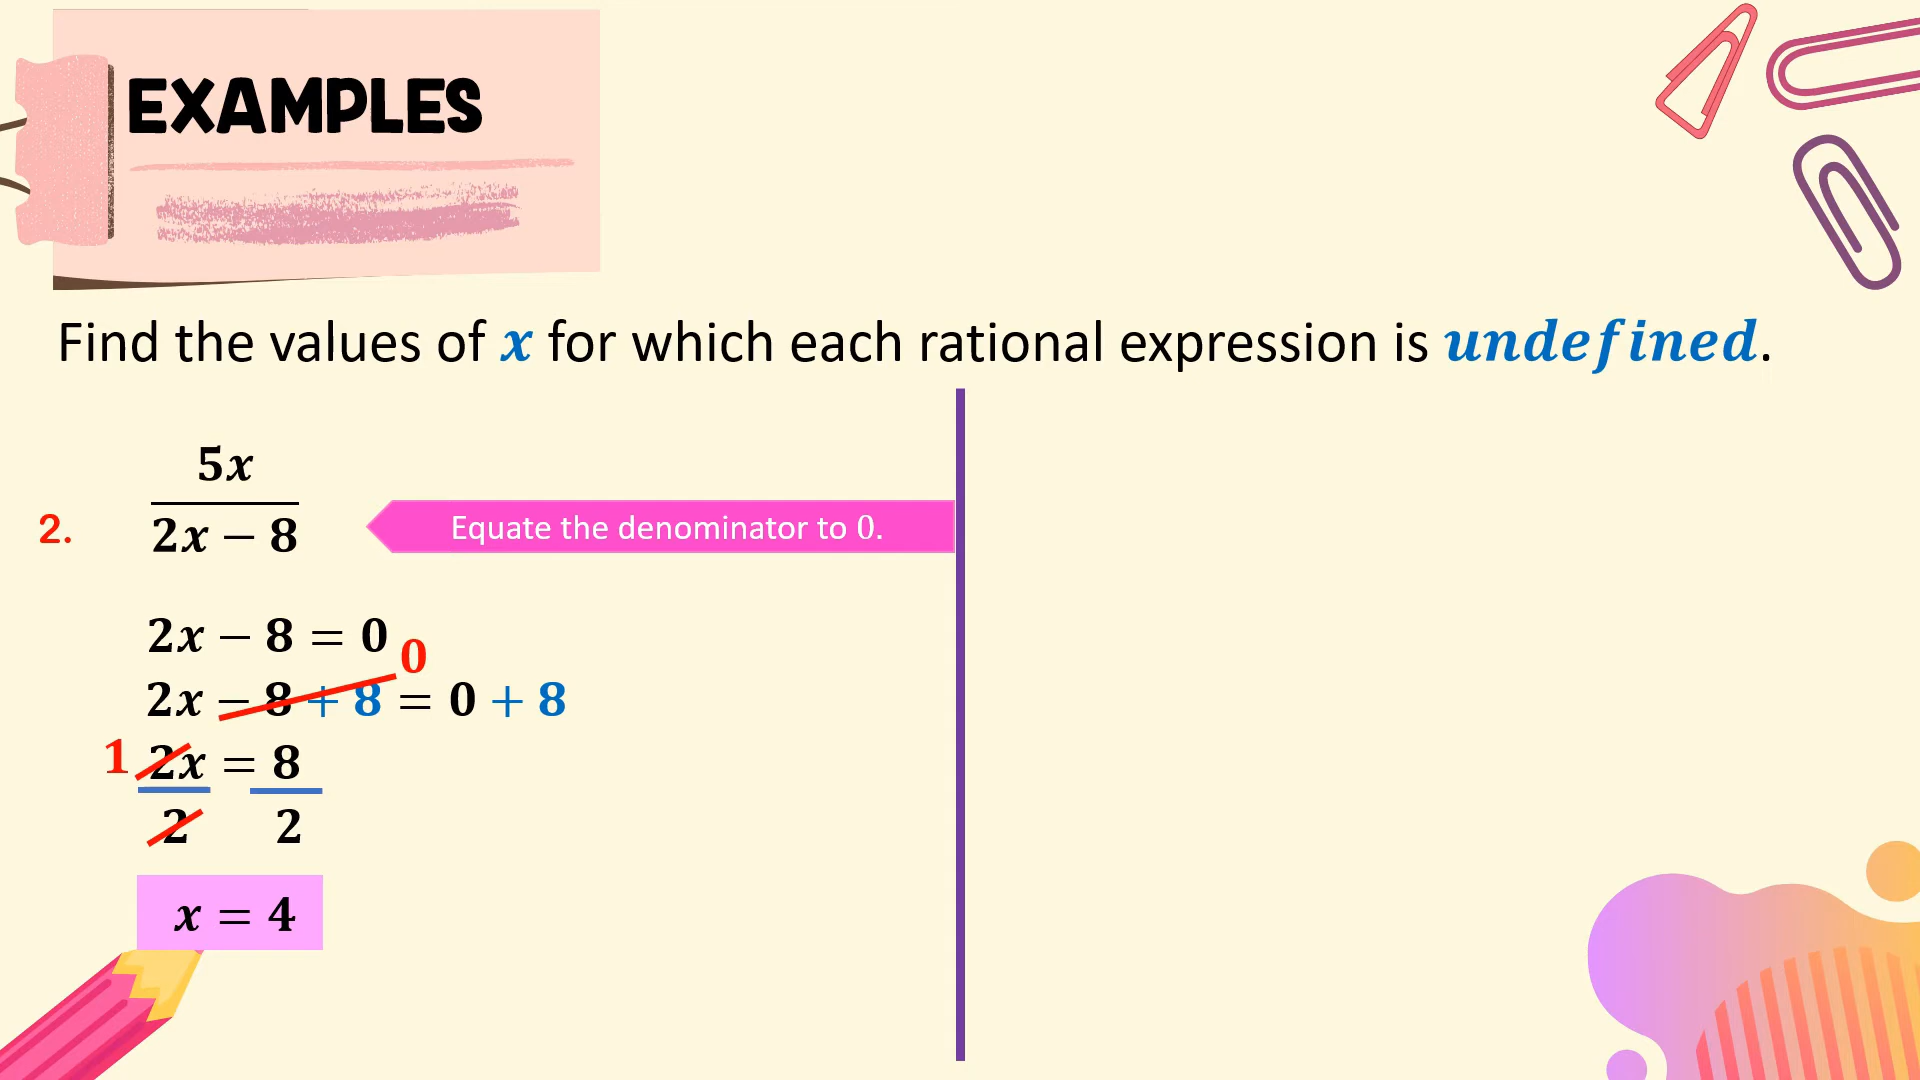 EXAMPLES
Find the values of x for which each rational expression is undefined.
5x
2. 2x − 8
Equate the denominator to 0.
2x − 8 = 0
0
2x − 8 + 8 = 0 + 8
1 2x = 8
2 2
x = 4